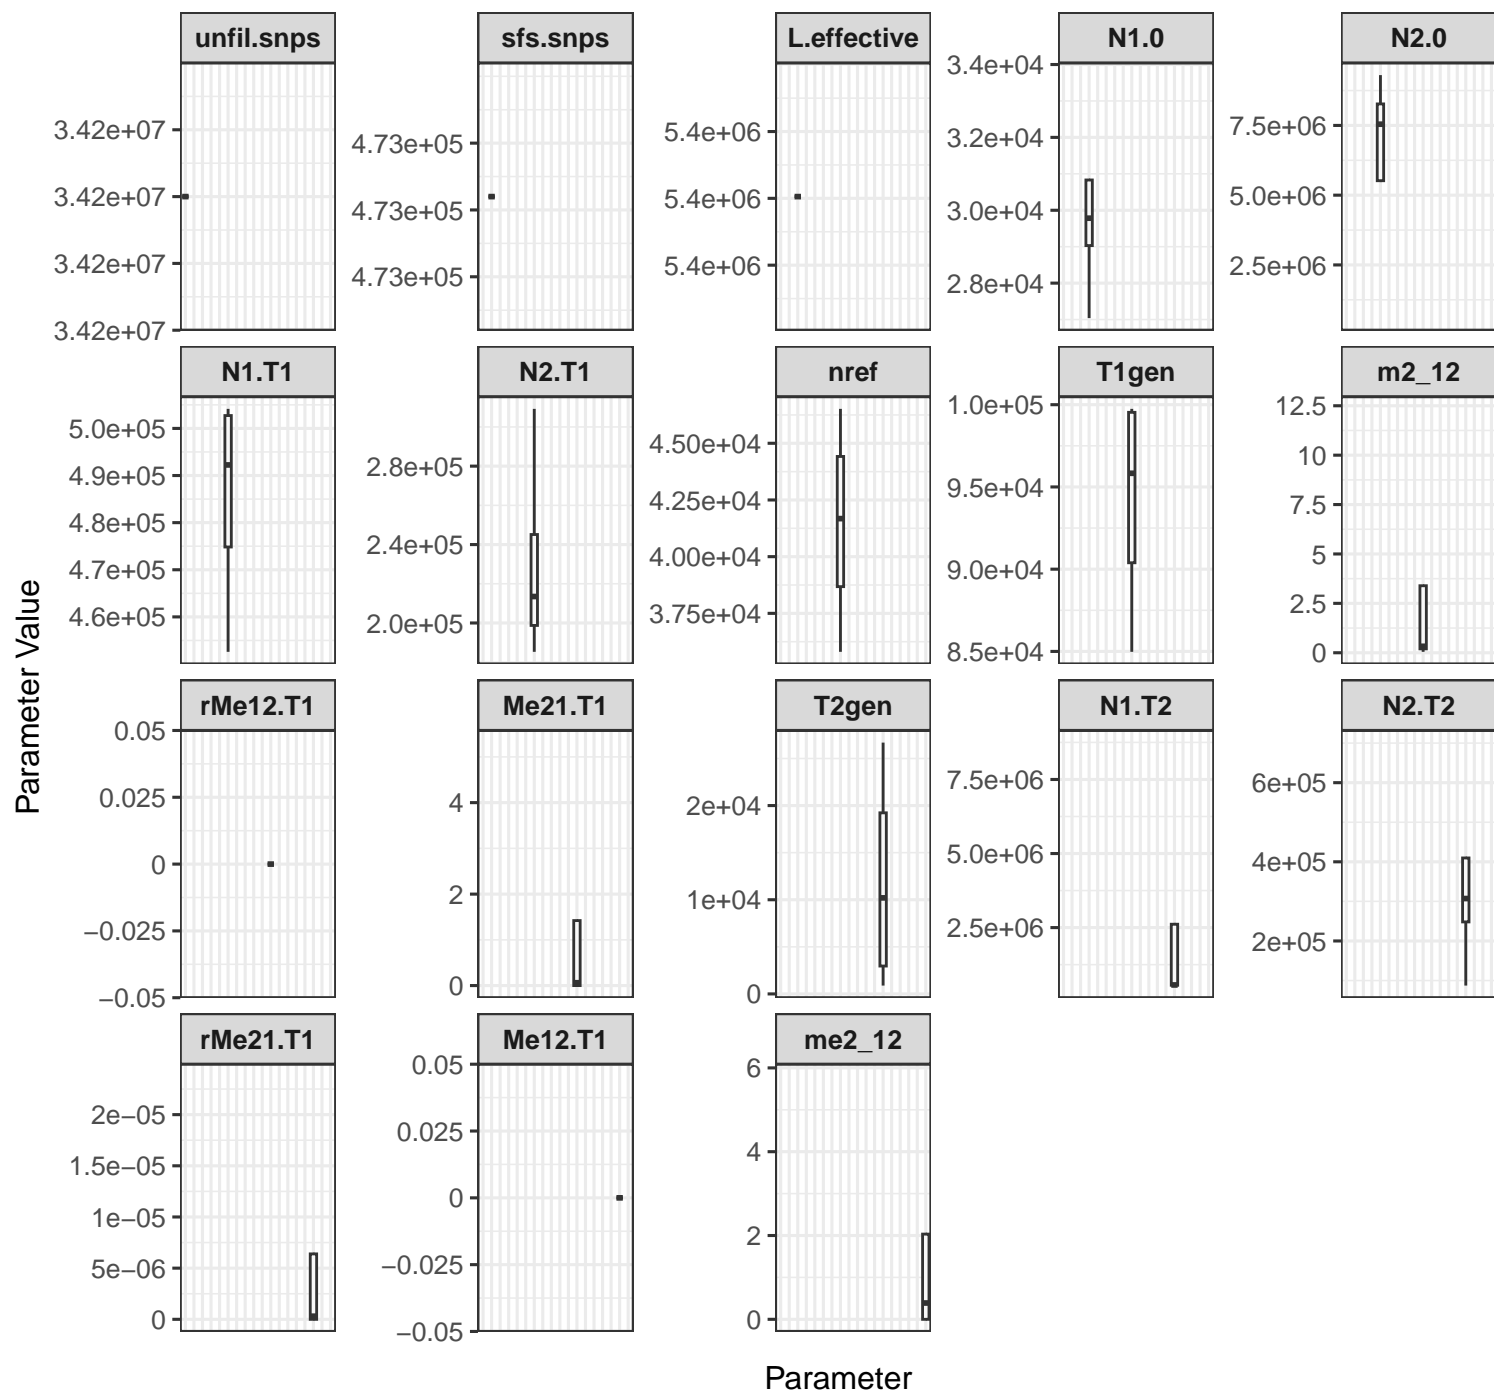 unfil.snps
sfs.snps
L.effective
N1.0
N2.0
3.42e+07
3.42e+07
3.42e+07
3.42e+07
4.73e+05
4.73e+05
4.73e+05
5.4e+06
5.4e+06
5.4e+06
3.4e+04
3.2e+04
3.0e+04
2.8e+04
7.5e+06
5.0e+06
2.5e+06
N1.T1
N2.T1
nref
T1gen
m2_12
5.0e+05
4.9e+05
4.8e+05
4.7e+05
4.6e+05
2.8e+05
2.4e+05
2.0e+05
4.50e+04
4.25e+04
4.00e+04
3.75e+04
1.0e+05
9.5e+04
9.0e+04
8.5e+04
12.5
10
7.5
5
2.5
0
Parameter Value
rMe12.T1
Me21.T1
T2gen
N1.T2
N2.T2
0.05
0.025
0
−0.025
−0.05
4
2
0
2e+04
1e+04
0
7.5e+06
5.0e+06
2.5e+06
6e+05
4e+05
2e+05
rMe21.T1
Me12.T1
me2_12
2e−05
1.5e−05
1e−05
5e−06
0
0.05
0.025
0
−0.025
−0.05
6
4
2
0
Parameter